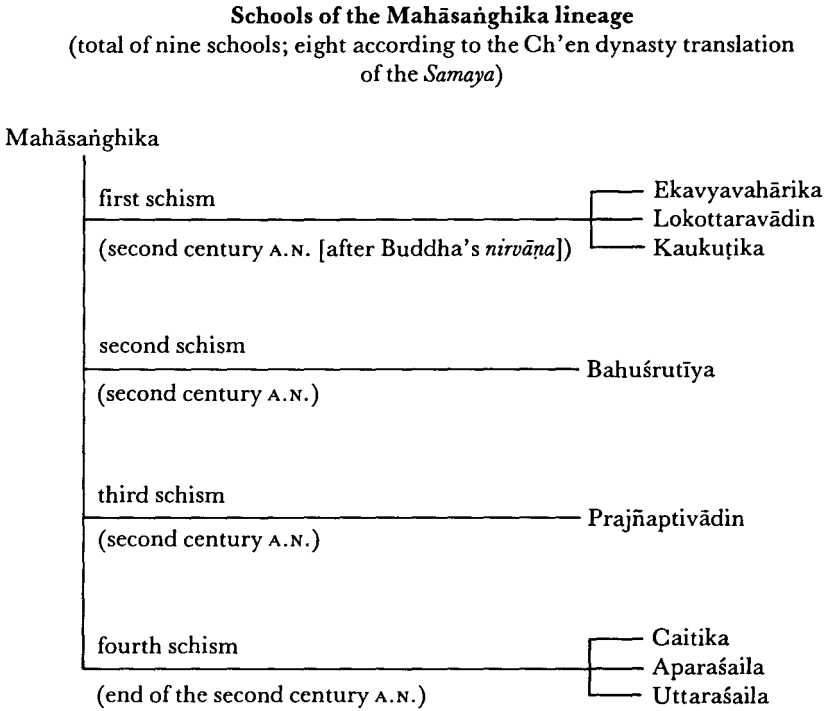 Schools of the Mahāsaṅghika lineage
(total of nine schools; eight according to the Ch'en dynasty translation
of the Samaya)
Mahāsaṅghika
first schism
(second century A.N. [after Buddha's nirvāṇa])
Ekavyavahārika
Lokottaravādin
Kaukuṭika
second schism
(second century A.N.)
Bahuśrutīya
third schism
(second century A.N.)
Prajñaptivādin
fourth schism
(end of the second century A.N.)
Caitika
Aparaśaila
Uttaraśaila